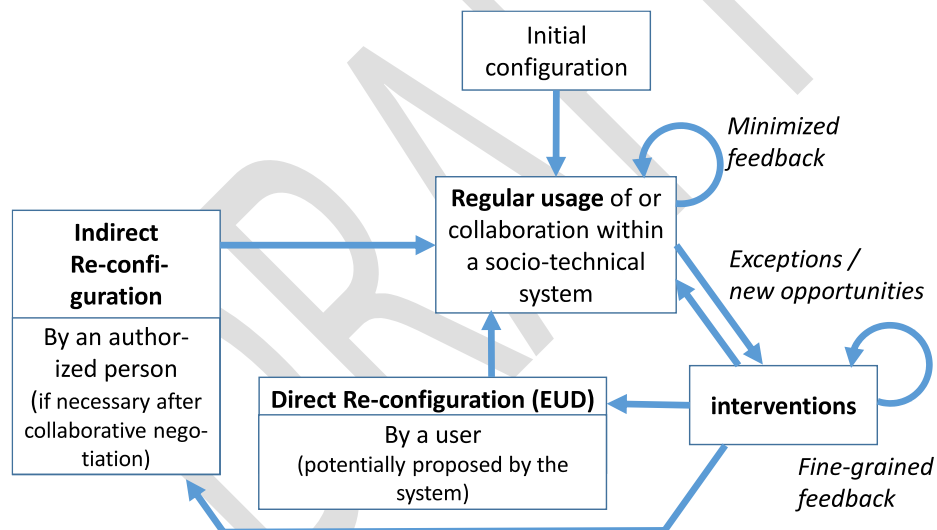 Initial
configuration
Minimized
feedback
Regular usage of or
collaboration within
a socio-technical
system
Indirect
Re-confi-
guration
By an author-
ized person
(if necessary after
collaborative nego-
tiation)
Exceptions /
new opportunities
Direct Re-configuration (EUD)
By a user
(potentially proposed by the
system)
interventions
Fine-grained
feedback
DRAFT